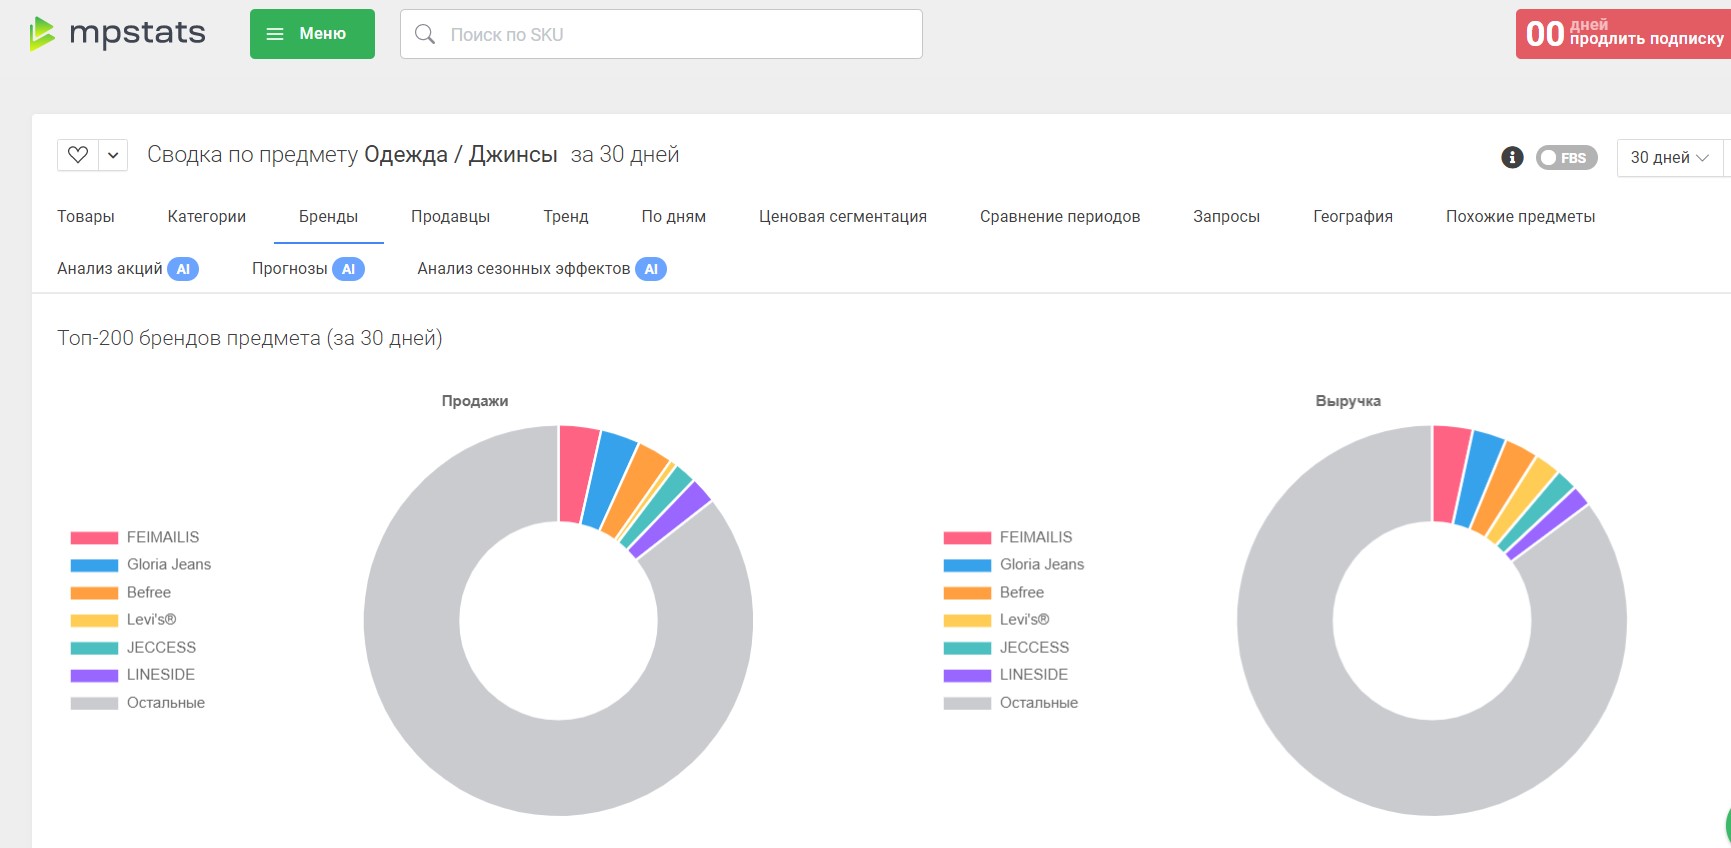 mpstats
Меню
Поиск по SKU
00 дней
продлить подписку
Сводка по предмету Одежда / Джинсы за 30 дней
FBS
30 дней
Товары Категории Бренды Продавцы Тренд По дням Ценовая сегментация Сравнение периодов Запросы География Похожие предметы
Анализ акций AI Прогнозы AI Анализ сезонных эффектов AI
Топ-200 брендов предмета (за 30 дней)
Продажи
FEIMAILIS
Gloria Jeans
Befree
Levi's®
JECCESS
LINESIDE
Остальные
Выручка
FEIMAILIS
Gloria Jeans
Befree
Levi's®
JECCESS
LINESIDE
Остальные